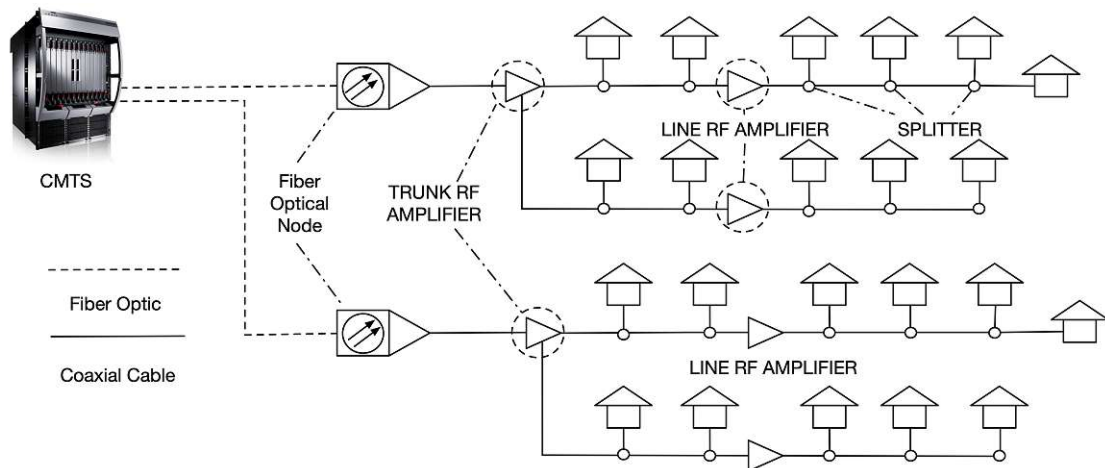 LINE RF AMPLIFIER
SPLITTER
CMTS
Fiber
Optical
Node
TRUNK RF
AMPLIFIER
Fiber Optic
Coaxial Cable
LINE RF AMPLIFIER